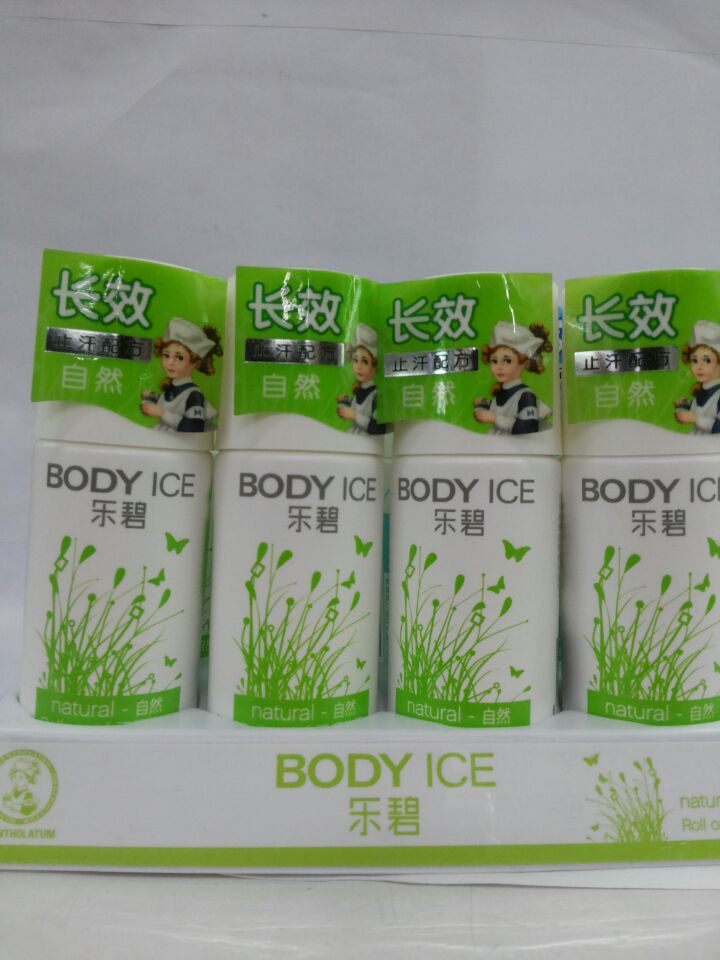 长效
止汗配方
自然
长效
止汗配方
自然
长效
止汗配方
自然
长效
止汗配方
自然
BODY ICE
乐碧
BODY ICE
乐碧
BODY ICE
乐碧
BODY ICE
乐碧
natural - 自然
natural - 自然
natural - 自然
natural - 自然
BODY ICE
乐碧
NTHOLATUM
natur
Roll o